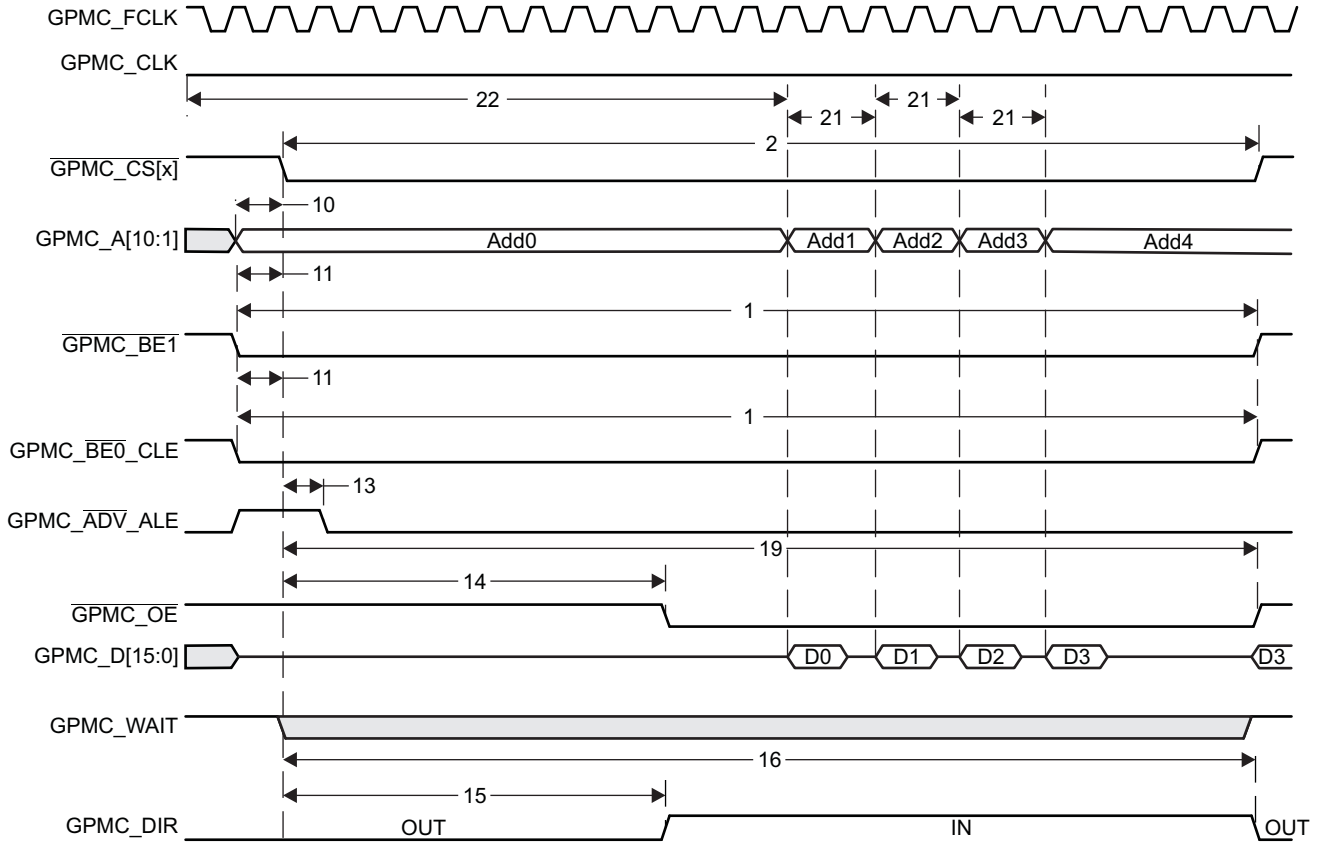 GPMC_FCLK
GPMC_CLK
22
21
21
21
2
GPMC_CS[x]
10
GPMC_A[10:1]
Add0
Add1
Add2
Add3
Add4
11
1
GPMC_BE1
11
1
GPMC_BE0_CLE
13
GPMC_ADV_ALE
19
14
GPMC_OE
GPMC_D[15:0]
D0
D1
D2
D3
D3
GPMC_WAIT
16
15
GPMC_DIR
OUT
IN
OUT